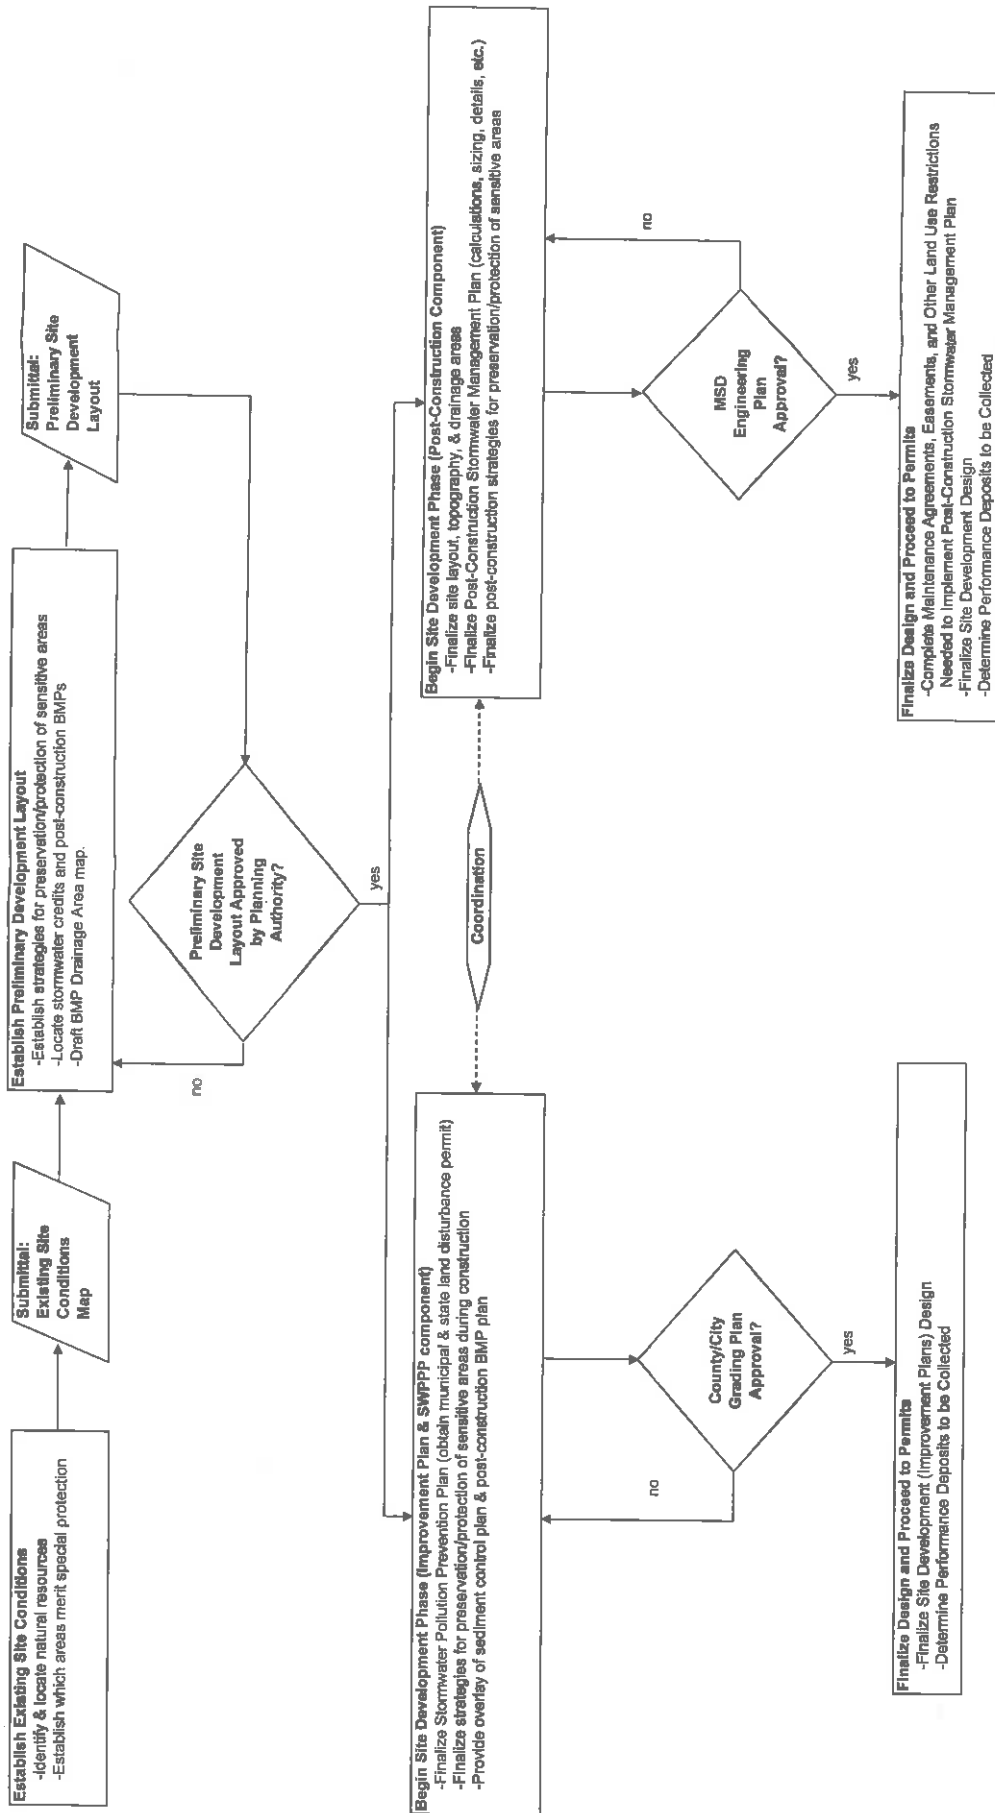 Establish Existing Site Conditions
-Identify & locate natural resources
-Establish which areas merit special protection
Submittal:
Existing Site
Conditions
Map
Establish Preliminary Development Layout
-Establish strategies for preservation/protection of sensitive areas
-Locate stormwater credits and post-construction BMPs
-Draft BMP Drainage Area map.
Submittal:
Preliminary Site
Development
Layout
Preliminary Site
Development
Layout Approved
by Planning
Authority?
no
yes
Begin Site Development Phase (Improvement Plan & SWPPP component)
-Finalize Stormwater Pollution Prevention Plan (obtain municipal & state land disturbance permit)
-Finalize strategies for preservation/protection of sensitive areas during construction
-Provide overlay of sediment control plan & post-construction BMP plan
Coordination
Begin Site Development Phase (Post-Construction Component)
-Finalize site layout, topography, & drainage areas
-Finalize Post-Construction Stormwater Management Plan (calculations, sizing, details, etc.)
-Finalize post-construction strategies for preservation/protection of sensitive areas
County/City
Grading Plan
Approval?
no
yes
MSD
Engineering
Plan
Approval?
no
yes
Finalize Design and Proceed to Permits
-Finalize Site Development (Improvement Plans) Design
-Determine Performance Deposits to be Collected
Finalize Design and Proceed to Permits
-Complete Maintenance Agreements, Easements, and Other Land Use Restrictions
Needed to Implement Post-Construction Stormwater Management Plan
-Finalize Site Development Design
-Determine Performance Deposits to be Collected